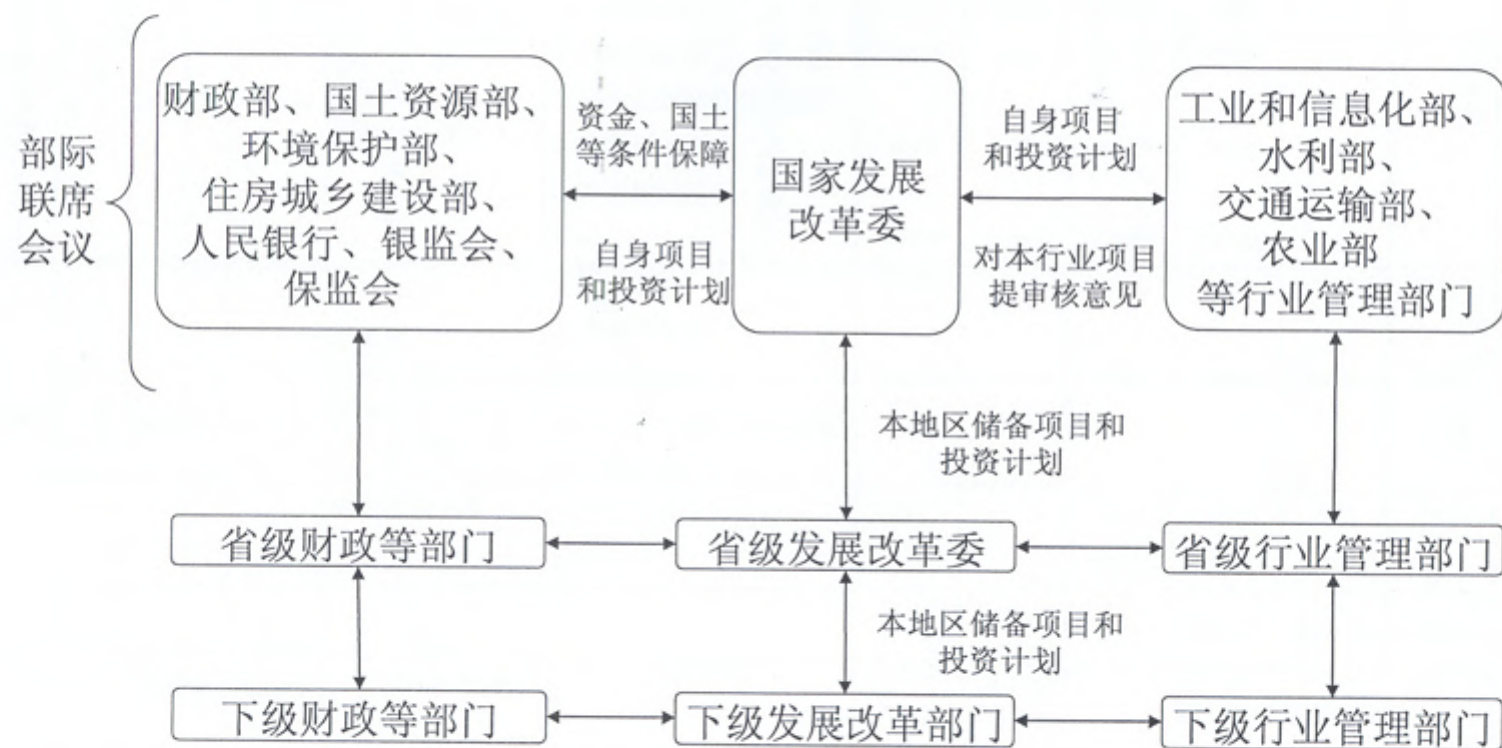 部际
联席
会议
财政部、国土资源部、
环境保护部、
住房城乡建设部、
人民银行、银监会、
保监会
资金、国土
等条件保障
自身项目
和投资计划
国家发展
改革委
自身项目
和投资计划
对本行业项目
提审核意见
工业和信息化部、
水利部、
交通运输部、
农业部
等行业管理部门
本地区储备项目和
投资计划
省级财政等部门
省级发展改革委
省级行业管理部门
本地区储备项目和
投资计划
下级财政等部门
下级发展改革部门
下级行业管理部门